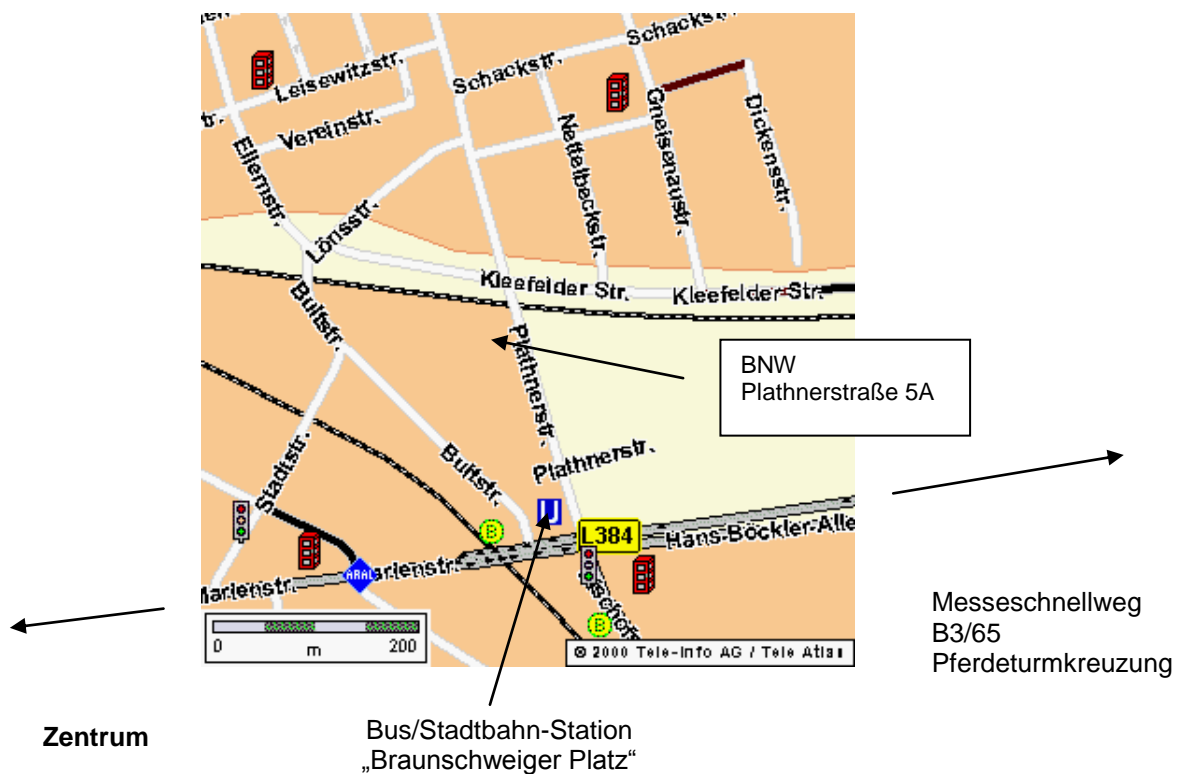 Schackstr.
Schackstr.
Leisewitzstr.
Vereinstr.
Ellernstr.
Lönsstr.
Nettelbeckstr.
Gneisenaustr.
Dickensstr.
Kleefelder Str.
Kleefelder-Str.
Bultstr.
Plathnerstr.
BNW
Plathnerstraße 5A
Stadtstr.
Bultstr.
Plathnerstr.
U
B
L384
Hans-Böckler-Alle
ARAL
Marienstr.
arienstr.
B
0 m 200
© 2000 Tele-Info AG / Tele Atlas
Messeschnellweg
B3/65
Pferdeturmkreuzung
Zentrum
Bus/Stadtbahn-Station
„Braunschweiger Platz“